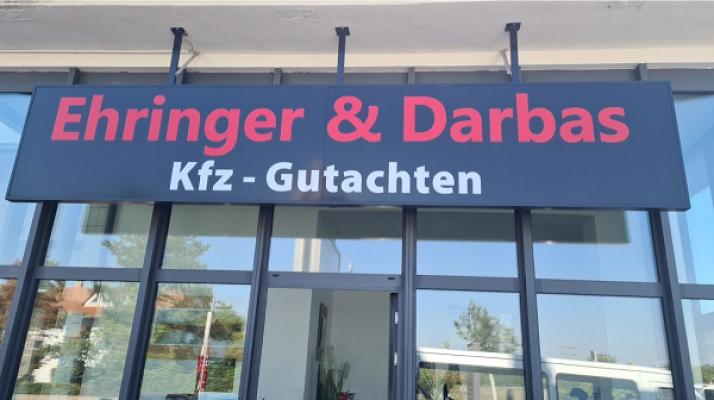 Ehringer & Darbas
Kfz - Gutachten